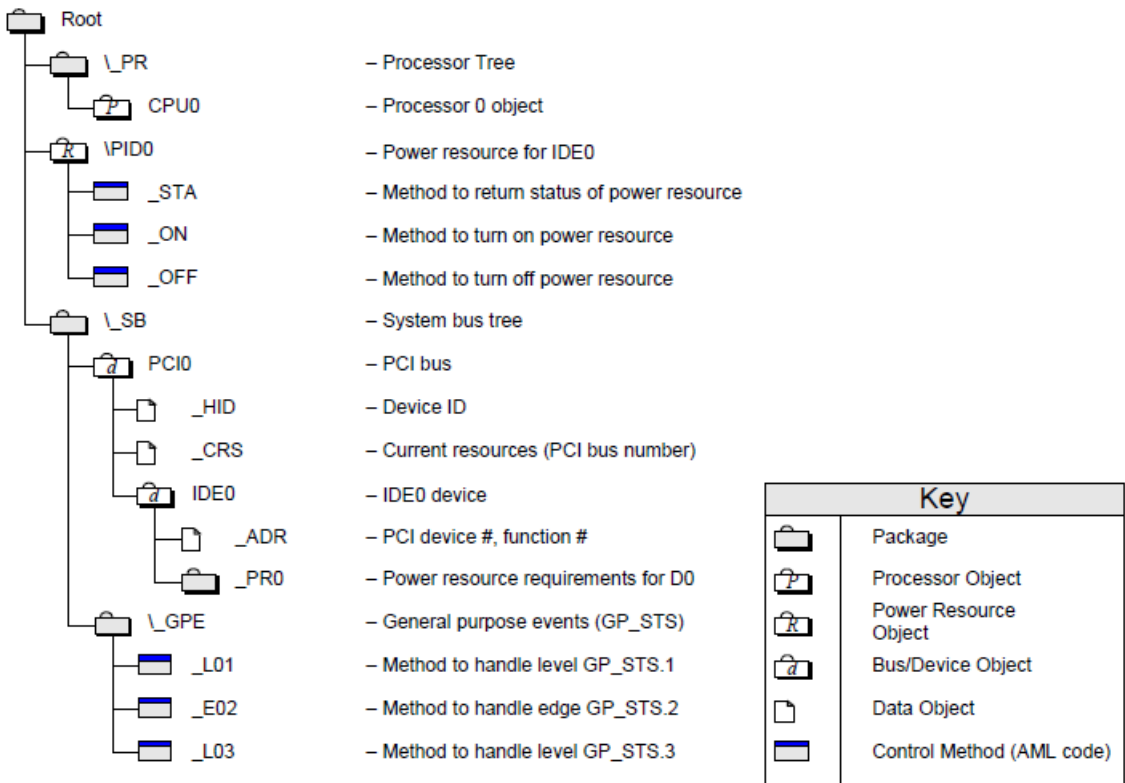 Root
\_PR – Processor Tree
P CPU0 – Processor 0 object
R \PID0 – Power resource for IDE0
_STA – Method to return status of power resource
_ON – Method to turn on power resource
_OFF – Method to turn off power resource
\_SB – System bus tree
d PCI0 – PCI bus
_HID – Device ID
_CRS – Current resources (PCI bus number)
d IDE0 – IDE0 device
_ADR – PCI device #, function #
_PR0 – Power resource requirements for D0
\_GPE – General purpose events (GP_STS)
_L01 – Method to handle level GP_STS.1
_E02 – Method to handle edge GP_STS.2
_L03 – Method to handle level GP_STS.3
Key
Package
P Processor Object
R Power Resource
Object
d Bus/Device Object
Data Object
Control Method (AML code)